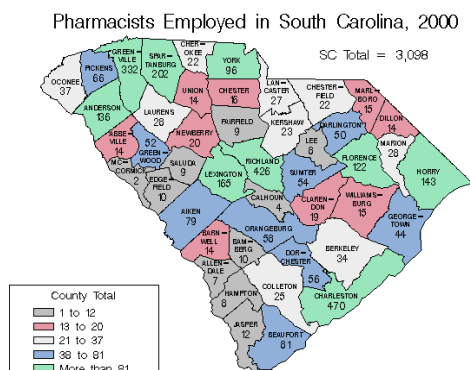 Pharmacists Employed in South Carolina, 2000
SC Total = 3,098
OCONEE
37
PICKENS
66
GREEN-
VILLE
332
SPAR-
TANBURG
202
CHER-
OKEE
22
YORK
96
UNION
14
CHESTER
16
LAN-
CASTER
27
CHESTER-
FIELD
22
MARL-
BORO
15
DILLON
14
ANDERSON
136
LAURENS
28
FAIRFIELD
9
KERSHAW
23
DARLINGTON
50
MARION
28
ABBE
VILLE
14
52
GREEN-
WOOD
NEWBERRY
20
LEE
FLORENCE
122
HORRY
143
MC-
CORMICK
2
SALUDA
9
EDGE
FIELD
10
LEXINGTON
165
RICHLAND
426
SUMTER
54
CALHOUN
4
CLAREN-
DON
19
WILLIAMS-
BURG
15
GEORGE-
TOWN
44
AIKEN
79
ORANGEBURG
BARN-
WELL
14
BAM-
BERG
10
DOR-
CHESTER
56
BERKELEY
34
ALLEN-
DALE
7
HAMPTON
COLLETON
25
CHARLESTON
470
JASPER
12
BEAUFORT
81
County Total
1 to 12
13 to 20
21 to 37
38 to 81
More than 81